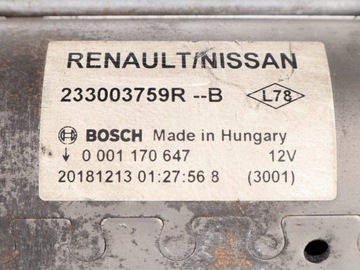 RENAULT/NISSAN
233003759R --B L78
BOSCH Made in Hungary
↓ 0 001 170 647 12V
20181213 01:27:56 8 (3001)